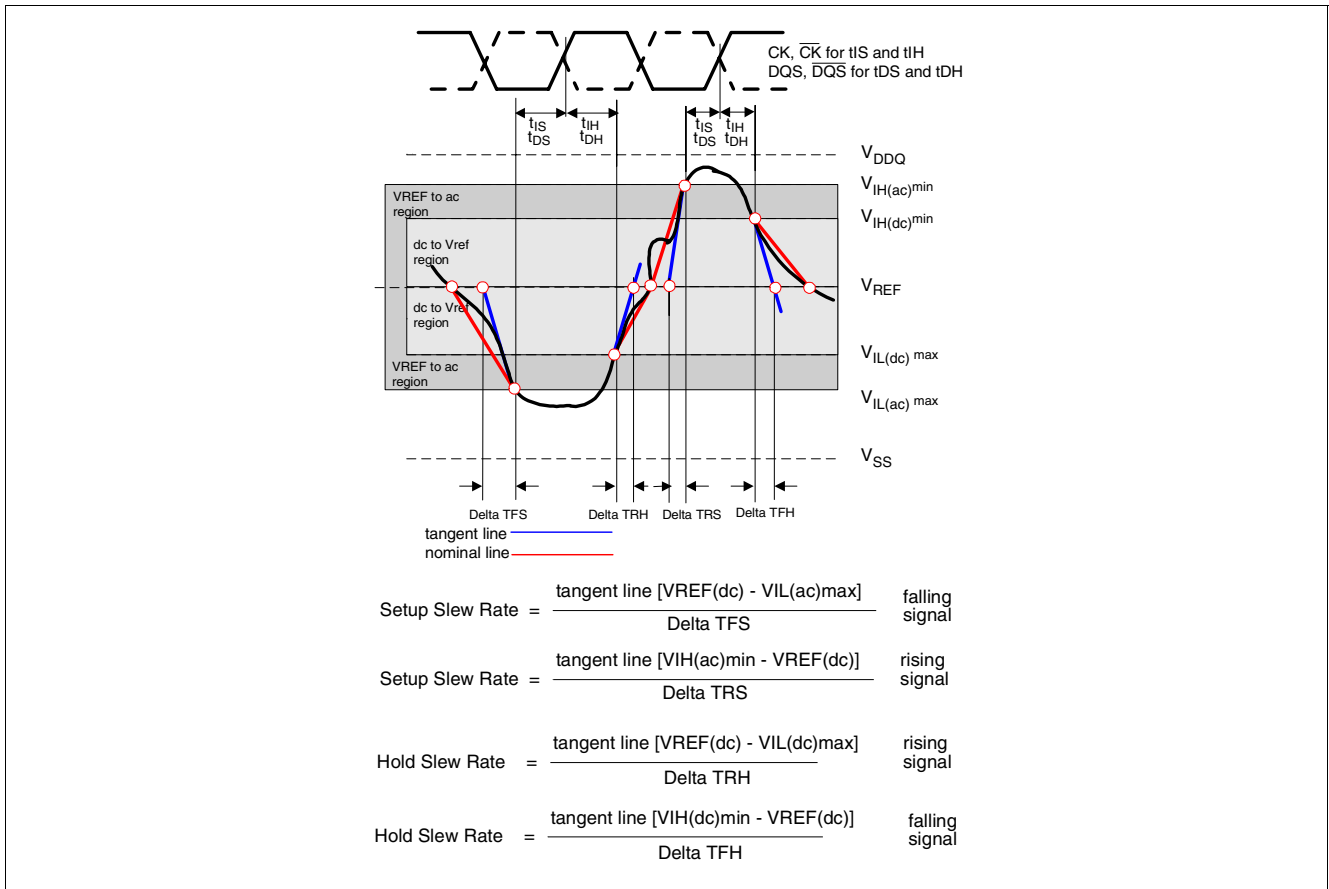 CK, CK for tIS and tIH
DQS, DQS for tDS and tDH
tIS tIH tIS tIH
tDS tDH tDS tDH
VDDQ
VIH(ac)min
VREF to ac
region
VIH(dc)min
dc to Vref
region
VREF
dc to Vref
region
VIL(dc) max
VREF to ac
region
VIL(ac) max
VSS
Delta TFS Delta TRH Delta TRS Delta TFH
tangent line
nominal line
tangent line [VREF(dc) - VIL(ac)max] falling
Setup Slew Rate = signal
Delta TFS
tangent line [VIH(ac)min - VREF(dc)] rising
Setup Slew Rate = signal
Delta TRS
tangent line [VREF(dc) - VIL(dc)max] rising
Hold Slew Rate = signal
Delta TRH
tangent line [VIH(dc)min - VREF(dc)] falling
Hold Slew Rate = signal
Delta TFH